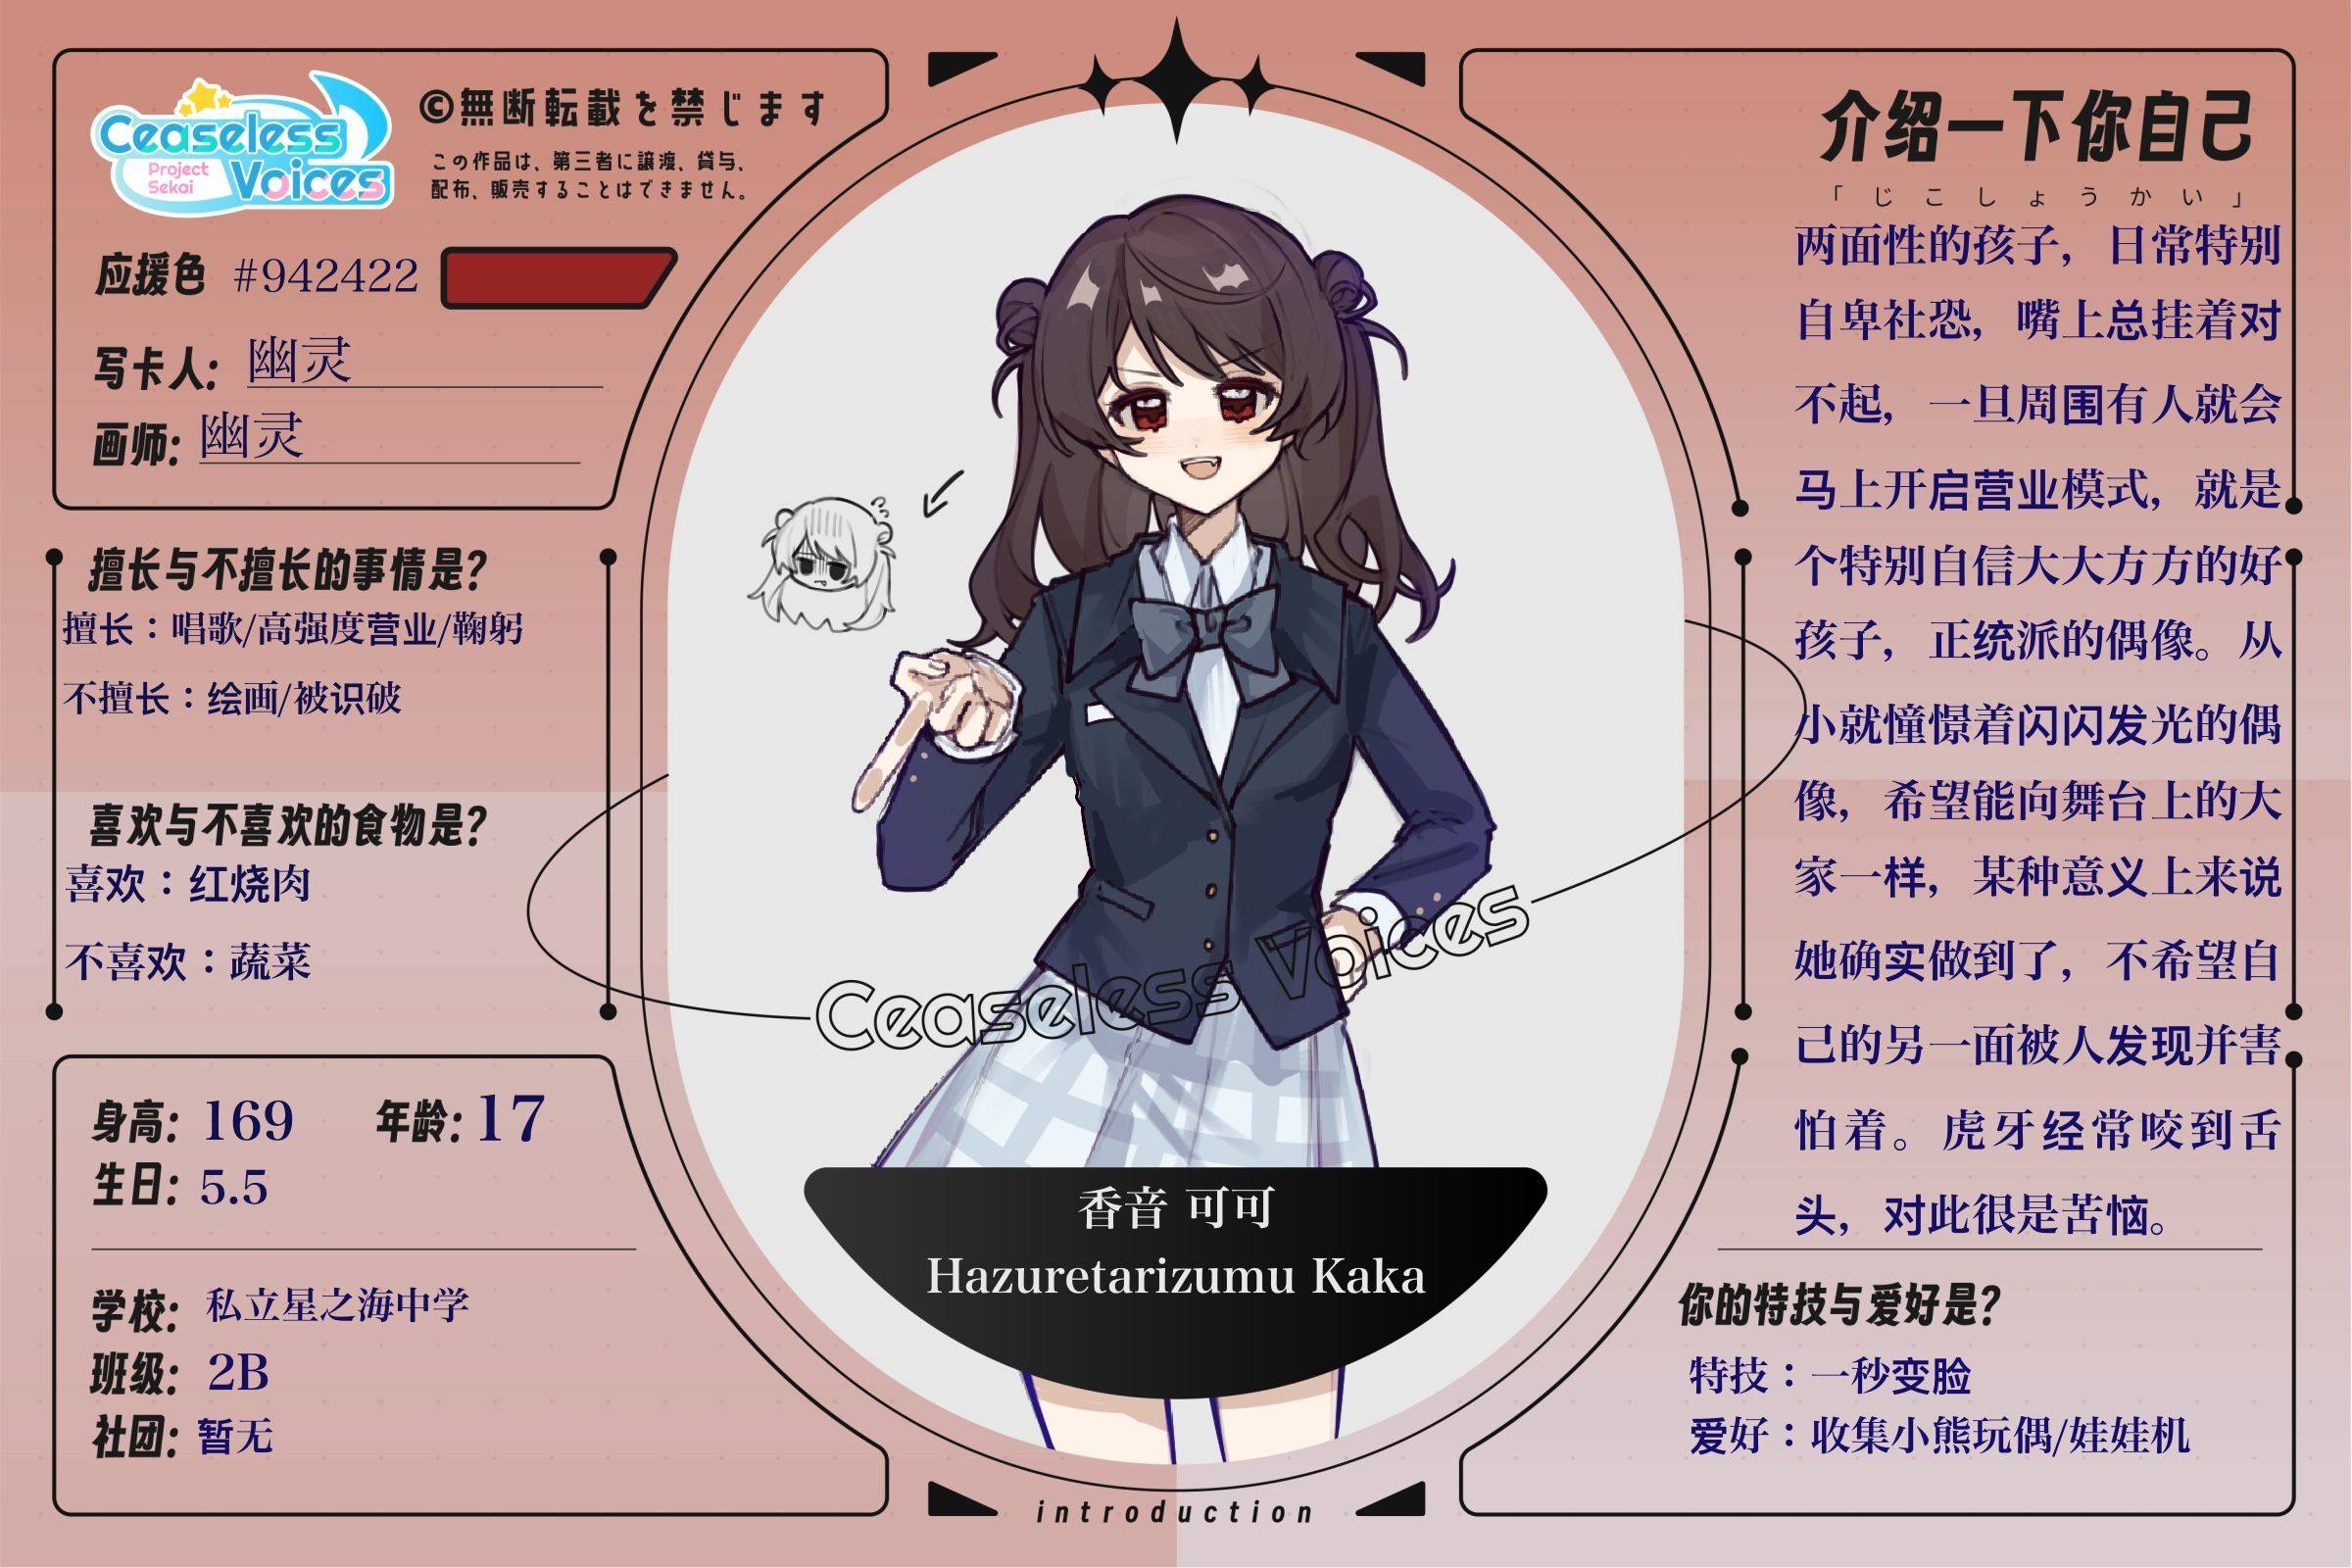 Ceaseless
Project
Sekai
Voices
©無断転載を禁じます
この作品は、第三者に譲渡、貸与、
配布、販売することはできません。
应援色 #942422
写卡人: 幽灵
画师: 幽灵
擅长与不擅长的事情是?
擅长：唱歌/高强度营业/鞠躬
不擅长：绘画/被识破
喜欢与不喜欢的食物是?
喜欢：红烧肉
不喜欢：蔬菜
身高: 169 年龄: 17
生日: 5.5
学校: 私立星之海中学
班级: 2B
社团: 暂无
Ceaseless Voices
香音 可可
Hazuretarizumu Kaka
introduction
介绍一下你自己
「じこしょうかい」
两面性的孩子，日常特别
自卑社恐，嘴上总挂着对
不起，一旦周围有人就会
马上开启营业模式，就是
个特别自信大大方方的好
孩子，正统派的偶像。从
小就憧憬着闪闪发光的偶
像，希望能向舞台上的大
家一样，某种意义上来说
她确实做到了，不希望自
己的另一面被人发现并害
怕着。虎牙经常咬到舌
头，对此很是苦恼。
你的特技与爱好是?
特技：一秒变脸
爱好：收集小熊玩偶/娃娃机